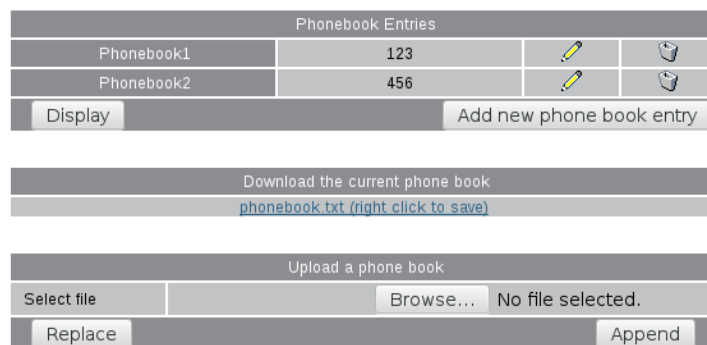 Phonebook Entries
Phonebook1 123
Phonebook2 456
Display Add new phone book entry
Download the current phone book
phonebook.txt (right click to save)
Upload a phone book
Select file Browse... No file selected.
Replace Append